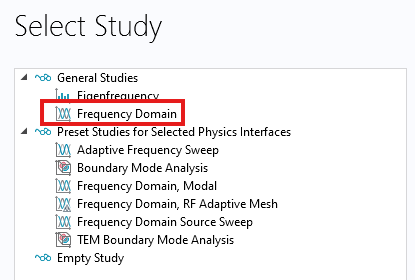 Select Study
General Studies
Eigenfrequency
Frequency Domain
Preset Studies for Selected Physics Interfaces
Adaptive Frequency Sweep
Boundary Mode Analysis
Frequency Domain, Modal
Frequency Domain, RF Adaptive Mesh
Frequency Domain Source Sweep
TEM Boundary Mode Analysis
Empty Study